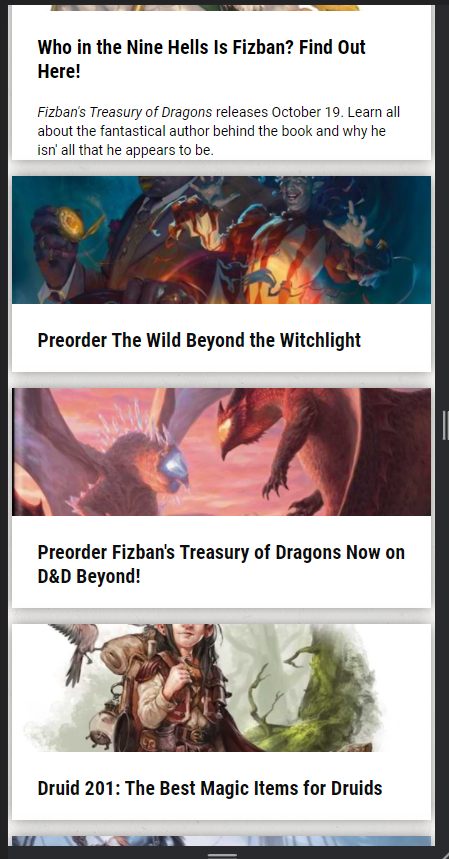 Who in the Nine Hells Is Fizban? Find Out
Here!
Fizban's Treasury of Dragons releases October 19. Learn all
about the fantastical author behind the book and why he
isn' all that he appears to be.
Preorder The Wild Beyond the Witchlight
Preorder Fizban's Treasury of Dragons Now on
D&D Beyond!
Druid 201: The Best Magic Items for Druids